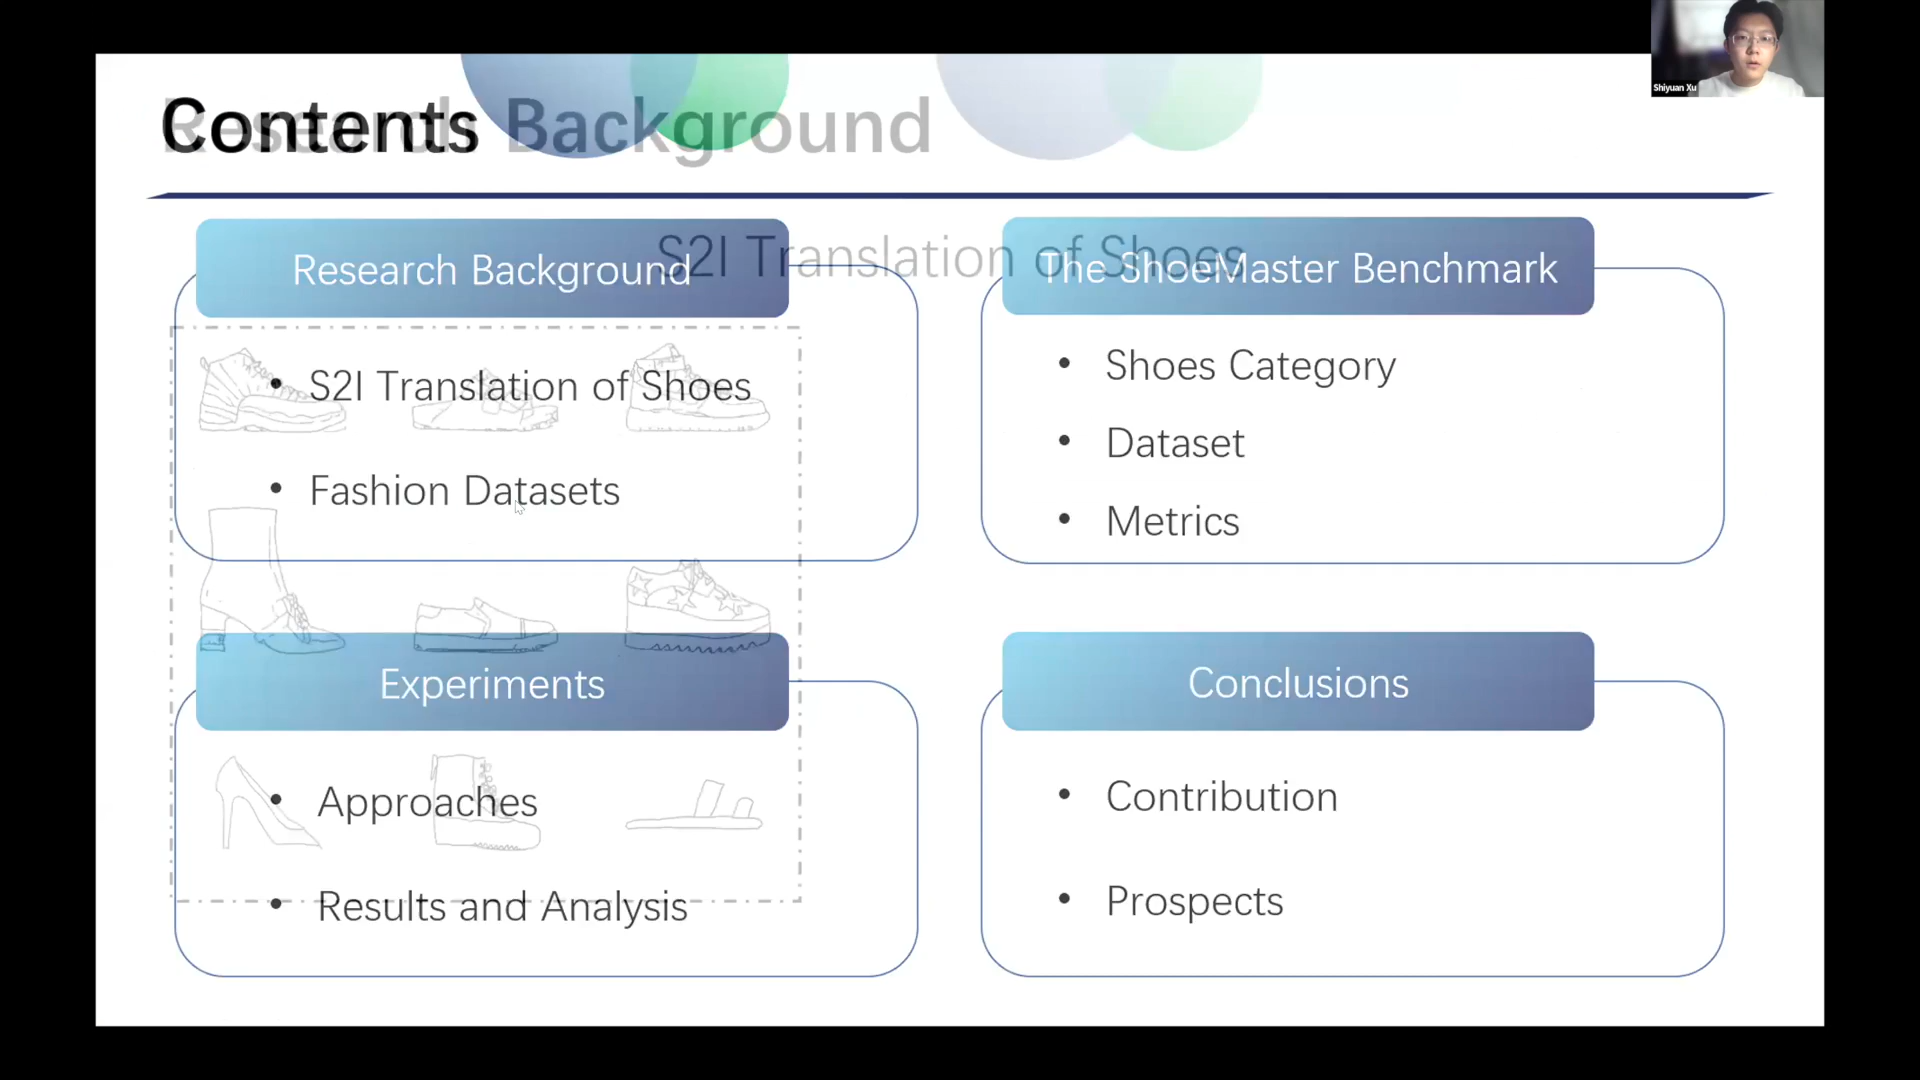 Shiyuan Xu
Contents
Research Background
S2I Translation of Shoes
Research Background
• S2I Translation of Shoes
• Fashion Datasets
The ShoeMaster Benchmark
• Shoes Category
• Dataset
• Metrics
Experiments
• Approaches
• Results and Analysis
Conclusions
• Contribution
• Prospects